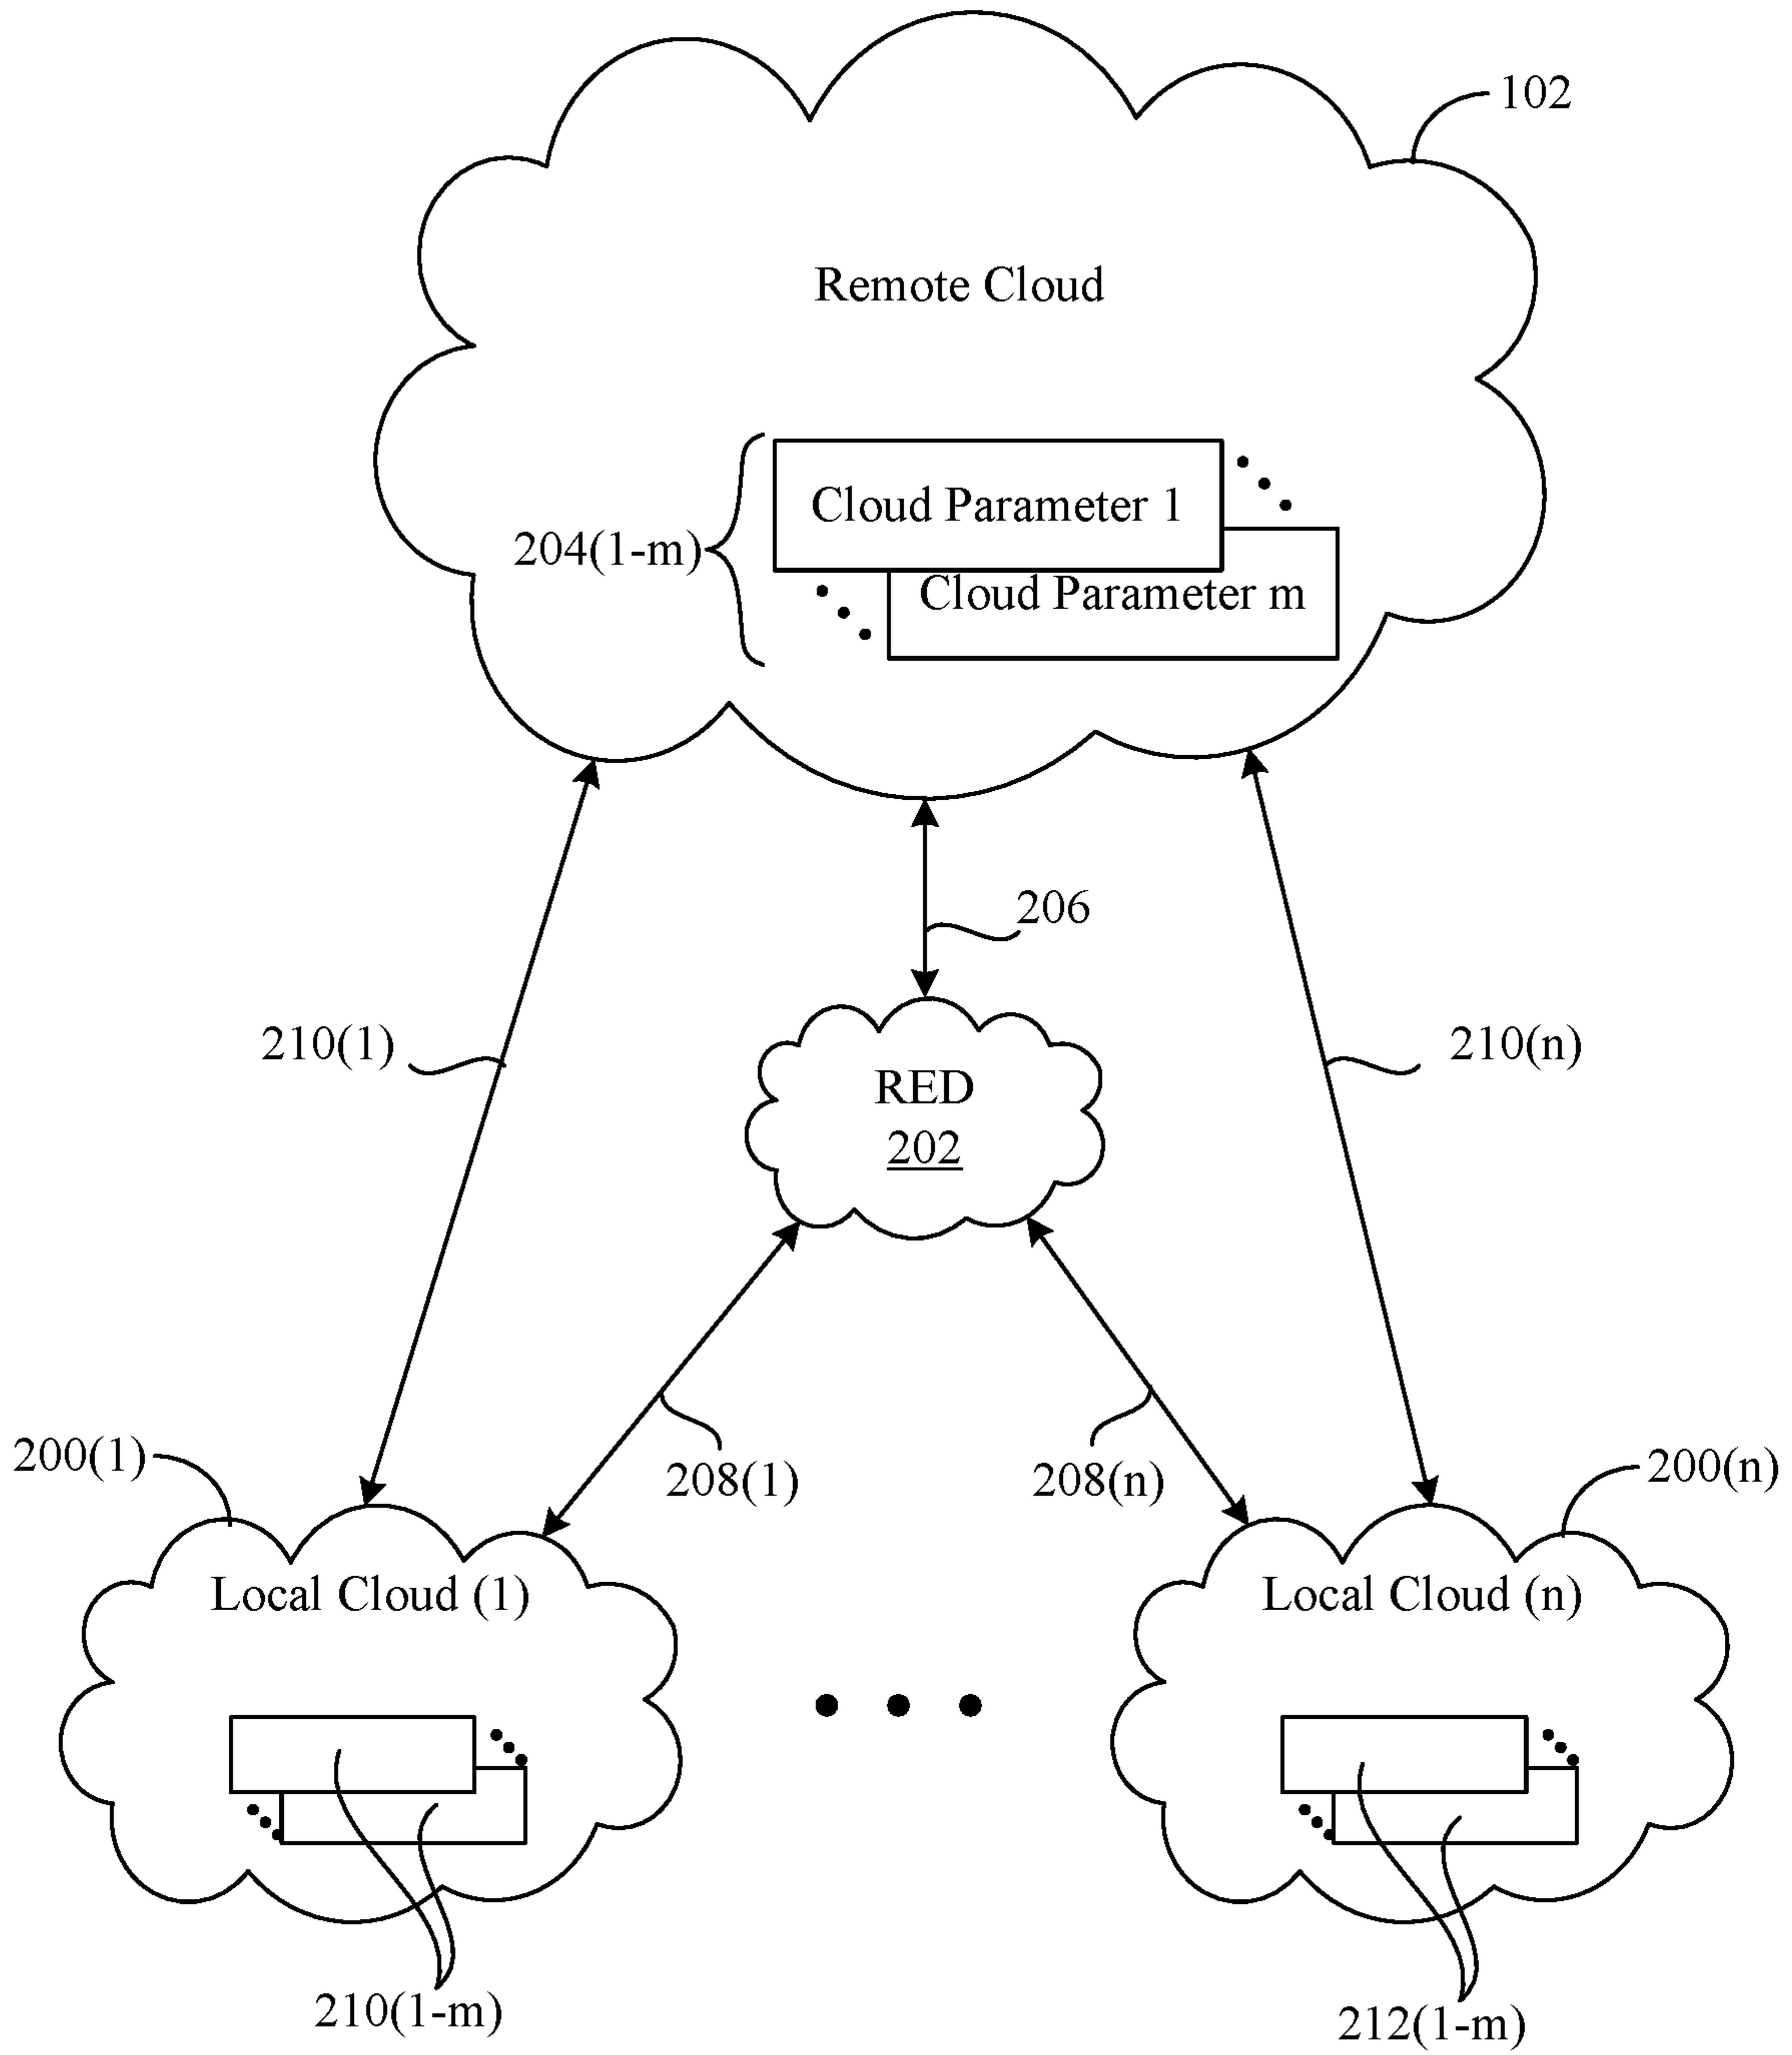 102
Remote Cloud
Cloud Parameter 1
204(1-m)
Cloud Parameter m
206
210(1)
210(n)
RED
202
200(1)
208(1)
208(n)
200(n)
Local Cloud (1)
Local Cloud (n)
210(1-m)
212(1-m)